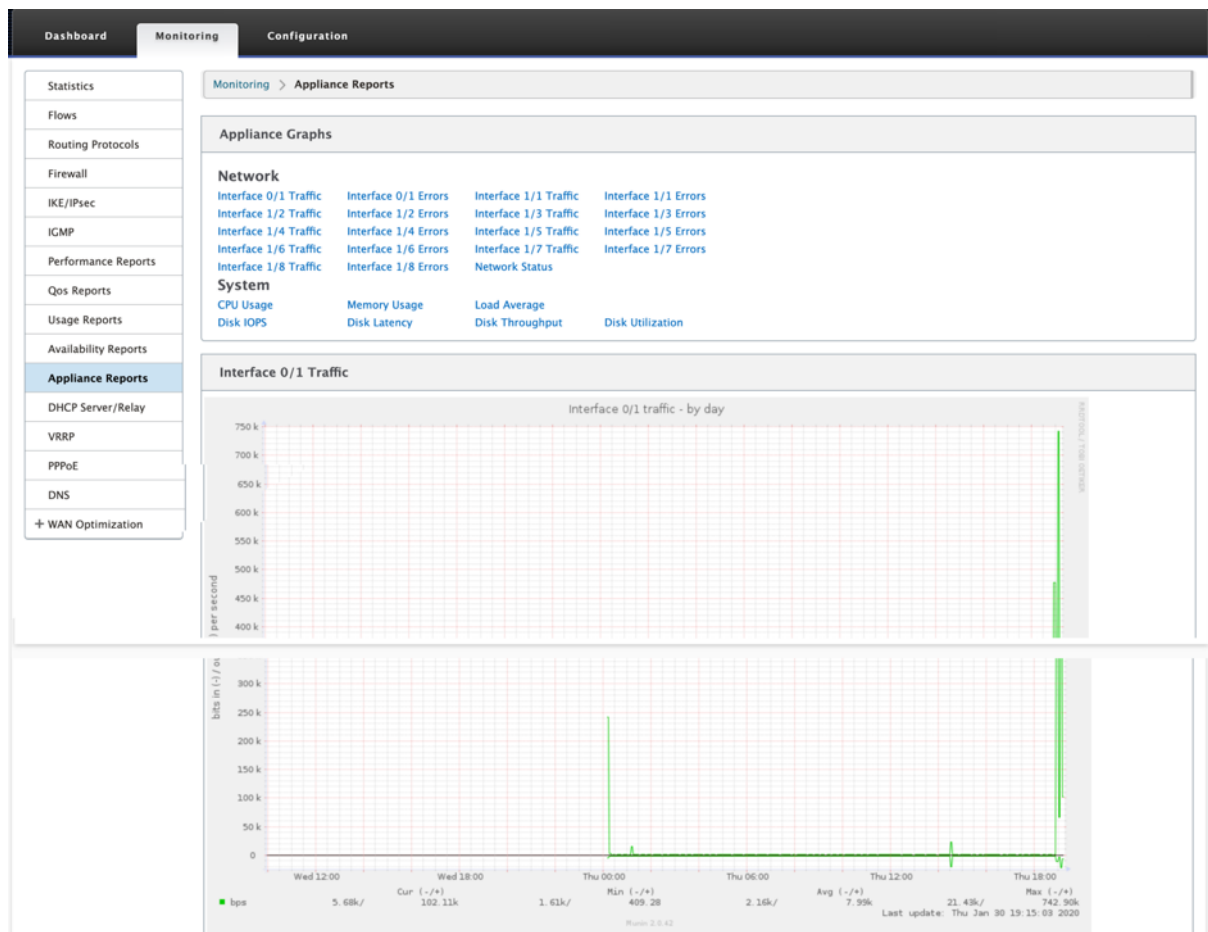 Dashboard Monitoring Configuration
Statistics
Flows
Routing Protocols
Firewall
IKE/IPsec
IGMP
Performance Reports
Qos Reports
Usage Reports
Availability Reports
Appliance Reports
DHCP Server/Relay
VRRP
PPPoE
DNS
+ WAN Optimization
Monitoring > Appliance Reports
Appliance Graphs
Network
Interface 0/1 Traffic Interface 0/1 Errors Interface 1/1 Traffic Interface 1/1 Errors
Interface 1/2 Traffic Interface 1/2 Errors Interface 1/3 Traffic Interface 1/3 Errors
Interface 1/4 Traffic Interface 1/4 Errors Interface 1/5 Traffic Interface 1/5 Errors
Interface 1/6 Traffic Interface 1/6 Errors Interface 1/7 Traffic Interface 1/7 Errors
Interface 1/8 Traffic Interface 1/8 Errors Network Status
System
CPU Usage Memory Usage Load Average
Disk IOPS Disk Latency Disk Throughput Disk Utilization
Interface 0/1 Traffic
Interface 0/1 traffic - by day
RRDTOOL / TOBI OETIKER
750 k
700 k
650 k
600 k
550 k
500 k
450 k
400 k
) per second
300 k
250 k
200 k
150 k
100 k
50 k
0
bits in (-) / ou
Wed 12:00 Wed 18:00 Thu 00:00 Thu 06:00 Thu 12:00 Thu 18:00
Cur (-/+) Min (-/+) Avg (-/+) Max (-/+)
bps 5.68k/ 102.11k 1.61k/ 409.28 2.16k/ 7.99k 21.43k/ 742.90k
Last update: Thu Jan 30 19:15:03 2020
Munin 2.0.42